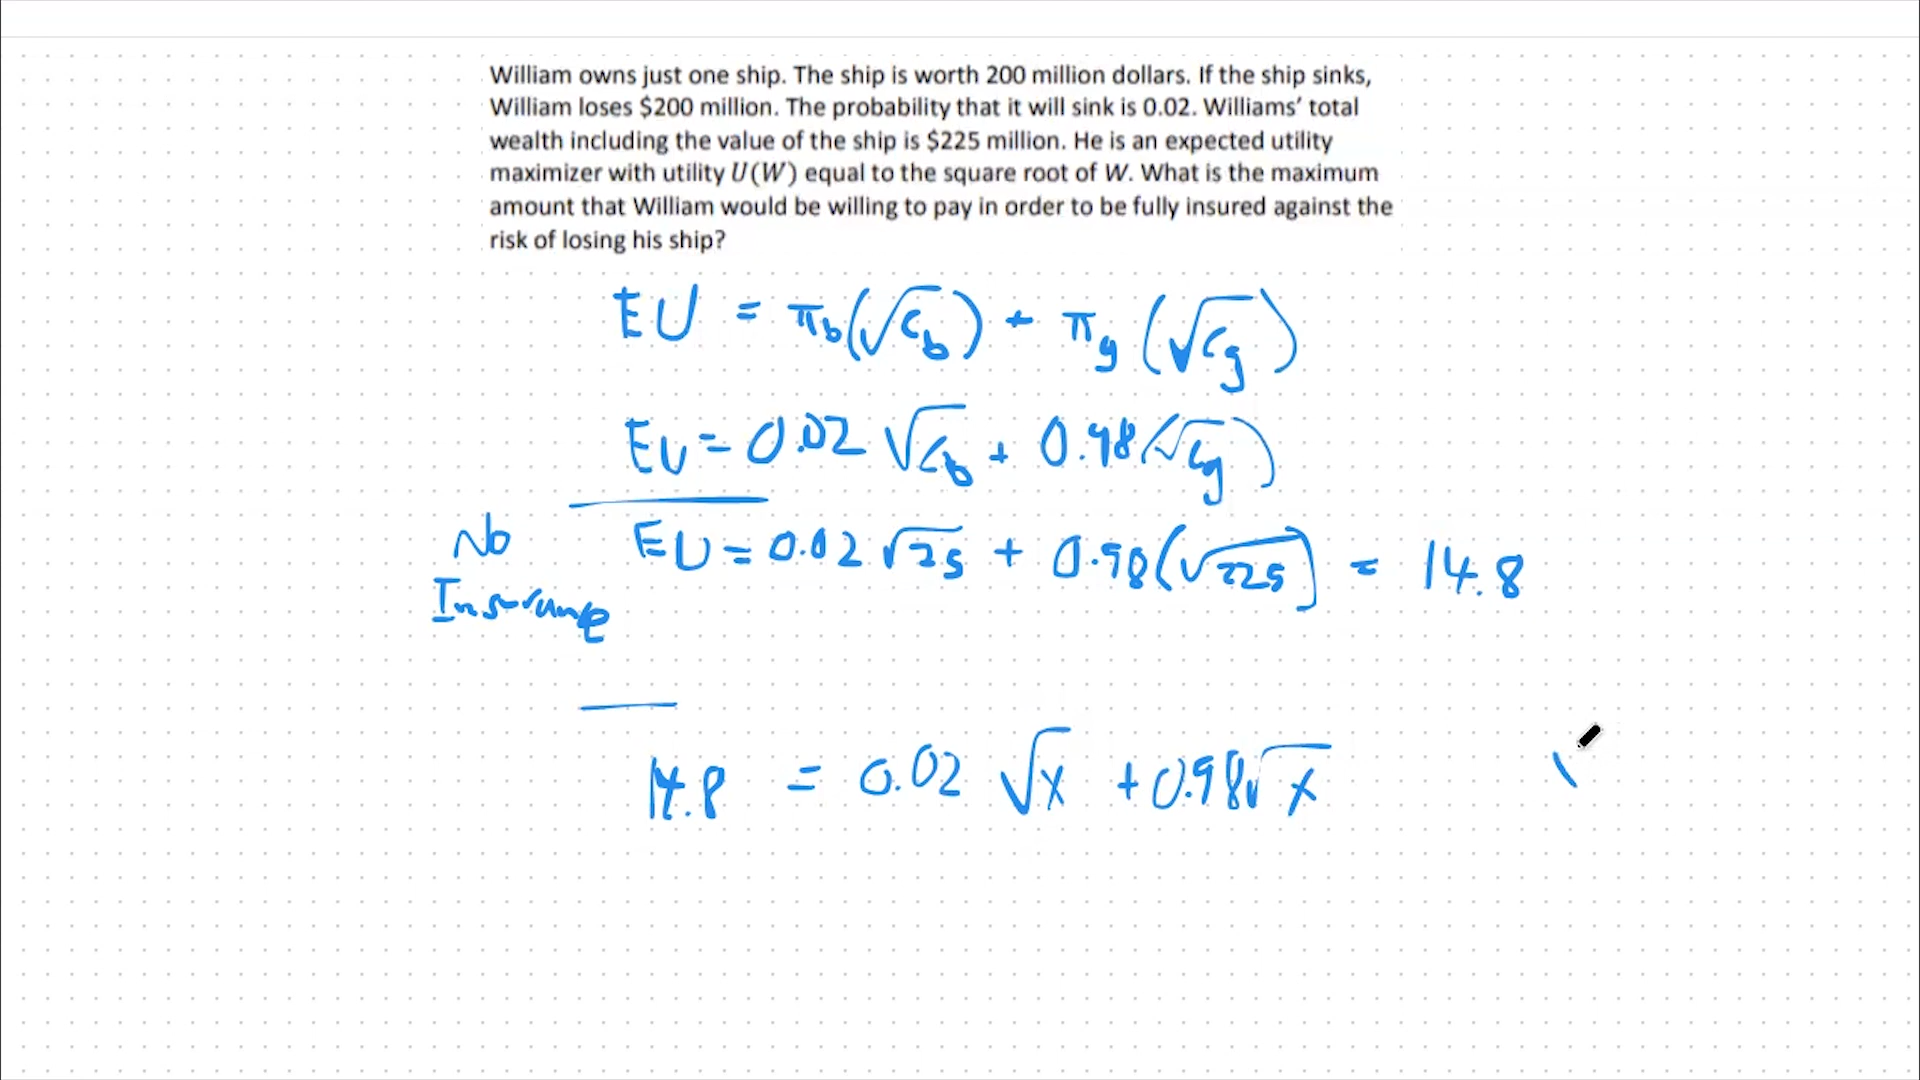 William owns just one ship. The ship is worth 200 million dollars. If the ship sinks,
William loses $200 million. The probability that it will sink is 0.02. Williams’ total
wealth including the value of the ship is $225 million. He is an expected utility
maximizer with utility U(W) equal to the square root of W. What is the maximum
amount that William would be willing to pay in order to be fully insured against the
risk of losing his ship?
EU = πb(√Cb) + πg(√Cg)
EU = 0.02 √Cb + 0.98(√Cg)
No Insurance EU = 0.02 √25 + 0.98(√225) = 14.8
14.8 = 0.02 √x + 0.98√x